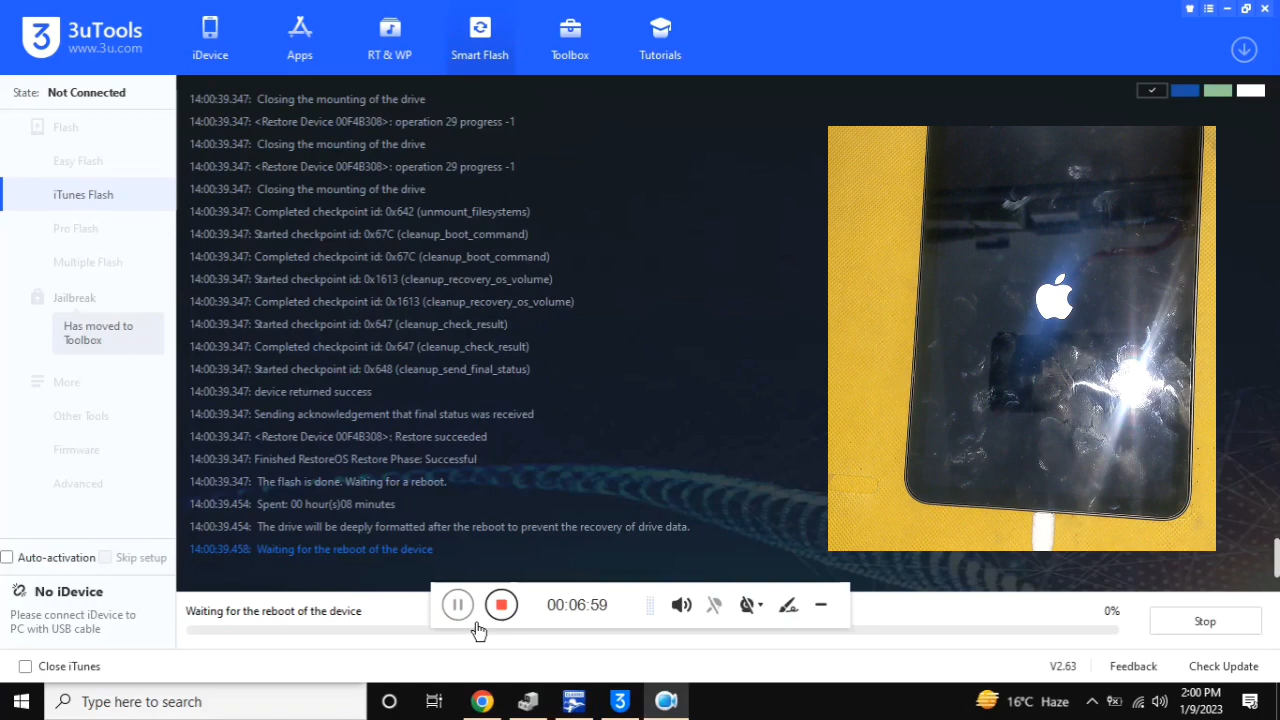 3uTools
www.3u.com
3
iDevice
Apps
RT & WP
Smart Flash
Toolbox
Tutorials
State: Not Connected
Flash
Easy Flash
iTunes Flash
Pro Flash
Multiple Flash
Jailbreak
Has moved to
Toolbox
More
Other Tools
Firmware
Advanced
Auto-activation Skip setup
No iDevice
Please connect iDevice to
PC with USB cable
Close iTunes
14:00:39.347: Closing the mounting of the drive
14:00:39.347: <Restore Device 00F4B308>: operation 29 progress -1
14:00:39.347: Closing the mounting of the drive
14:00:39.347: <Restore Device 00F4B308>: operation 29 progress -1
14:00:39.347: Closing the mounting of the drive
14:00:39.347: Completed checkpoint id: 0x642 (unmount_filesystems)
14:00:39.347: Started checkpoint id: 0x67C (cleanup_boot_command)
14:00:39.347: Completed checkpoint id: 0x67C (cleanup_boot_command)
14:00:39.347: Started checkpoint id: 0x1613 (cleanup_recovery_os_volume)
14:00:39.347: Completed checkpoint id: 0x1613 (cleanup_recovery_os_volume)
14:00:39.347: Started checkpoint id: 0x647 (cleanup_check_result)
14:00:39.347: Completed checkpoint id: 0x647 (cleanup_check_result)
14:00:39.347: Started checkpoint id: 0x648 (cleanup_send_final_status)
14:00:39.347: device returned success
14:00:39.347: Sending acknowledgement that final status was received
14:00:39.347: <Restore Device 00F4B308>: Restore succeeded
14:00:39.347: Finished RestoreOS Restore Phase: Successful
14:00:39.347: The flash is done. Waiting for a reboot.
14:00:39.454: Spent: 00 hour(s)08 minutes
14:00:39.454: The drive will be deeply formatted after the reboot to prevent the recovery of drive data.
14:00:39.458: Waiting for the reboot of the device
Waiting for the reboot of the device
00:06:59
0%
Stop
V2.63
Feedback
Check Update
Type here to search
3
16°C Haze
2:00 PM
1/9/2023